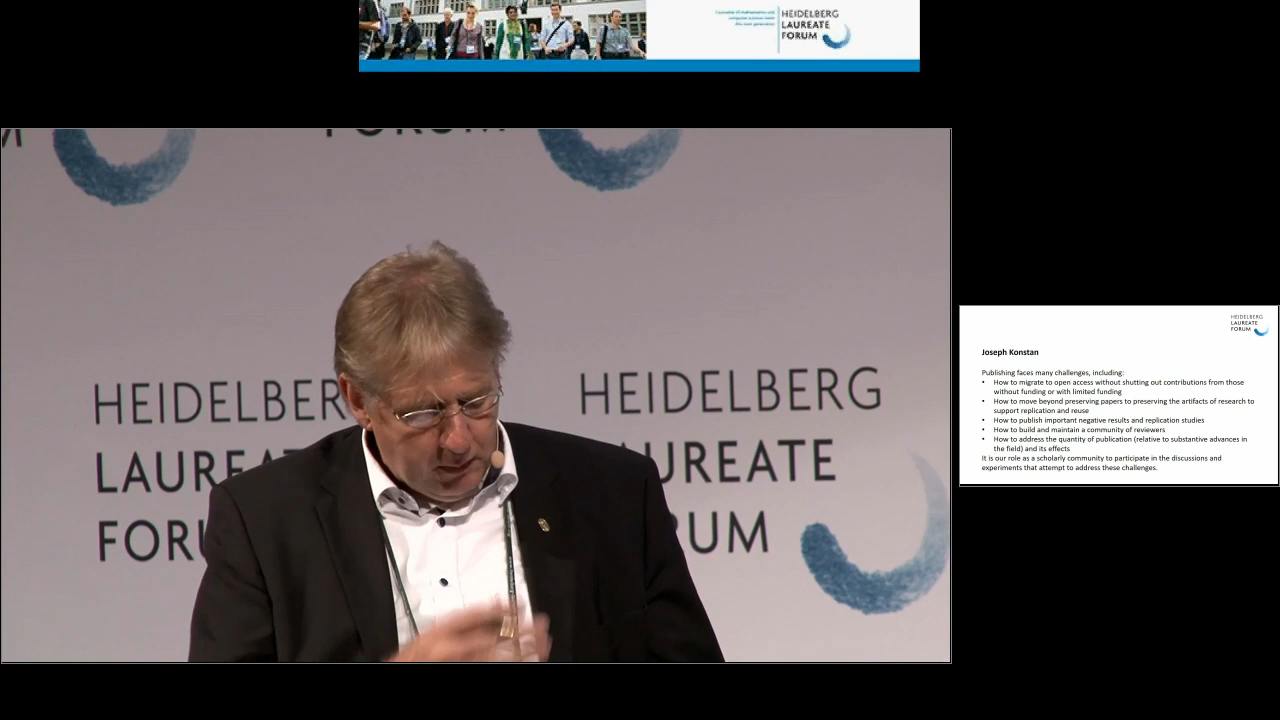 HEIDELBERG
LAUREATE
FORUM
M
FORUM
HEIDELBERG
LAUREATE
FORUM
HEIDELBERG
LAUREATE
FORUM
HEIDELBERG
LAUREATE
FORUM
Joseph Konstan
Publishing faces many challenges, including:
• How to migrate to open access without shutting out contributions from those
without funding or with limited funding
• How to move beyond preserving papers to preserving the artifacts of research to
support replication and reuse
• How to publish important negative results and replication studies
• How to build and maintain a community of reviewers
• How to address the quantity of publication (relative to substantive advances in
the field) and its effects
It is our role as a scholarly community to participate in the discussions and
experiments that attempt to address these challenges.